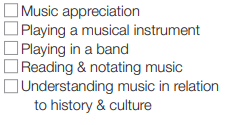 Music appreciation
Playing a musical instrument
Playing in a band
Reading & notating music
Understanding music in relation
to history & culture